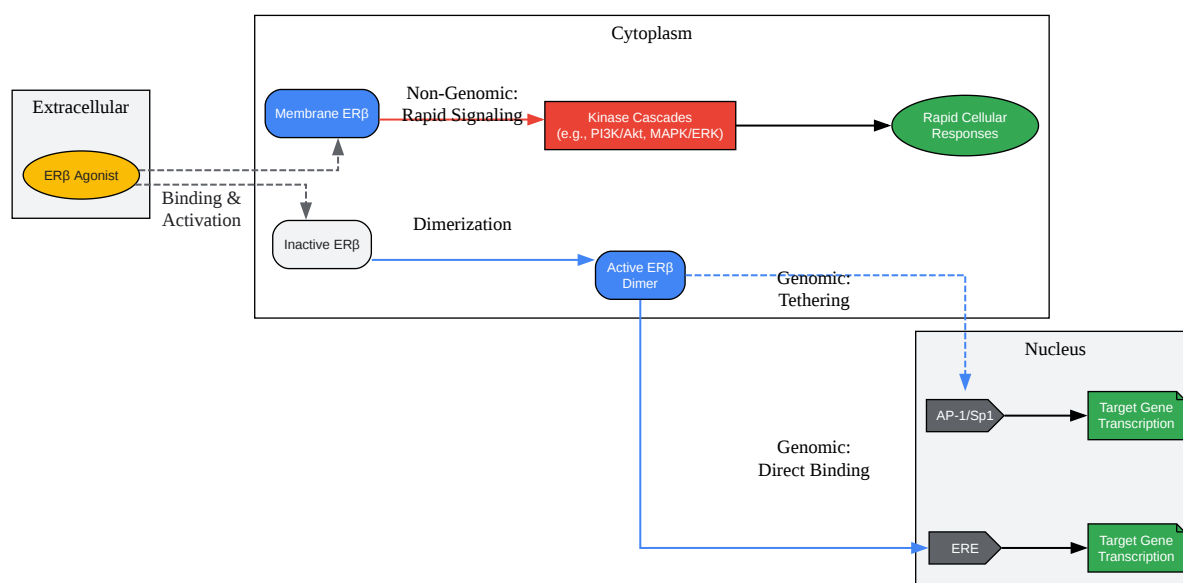 Cytoplasm
Extracellular
Membrane ERβ
Non-Genomic:
Rapid Signaling
Kinase Cascades
(e.g., PI3K/Akt, MAPK/ERK)
Rapid Cellular
Responses
ERβ Agonist
Binding &
Activation
Inactive ERβ
Dimerization
Active ERβ
Dimer
Genomic:
Tethering
Nucleus
AP-1/Sp1
Target Gene
Transcription
Genomic:
Direct Binding
ERE
Target Gene
Transcription